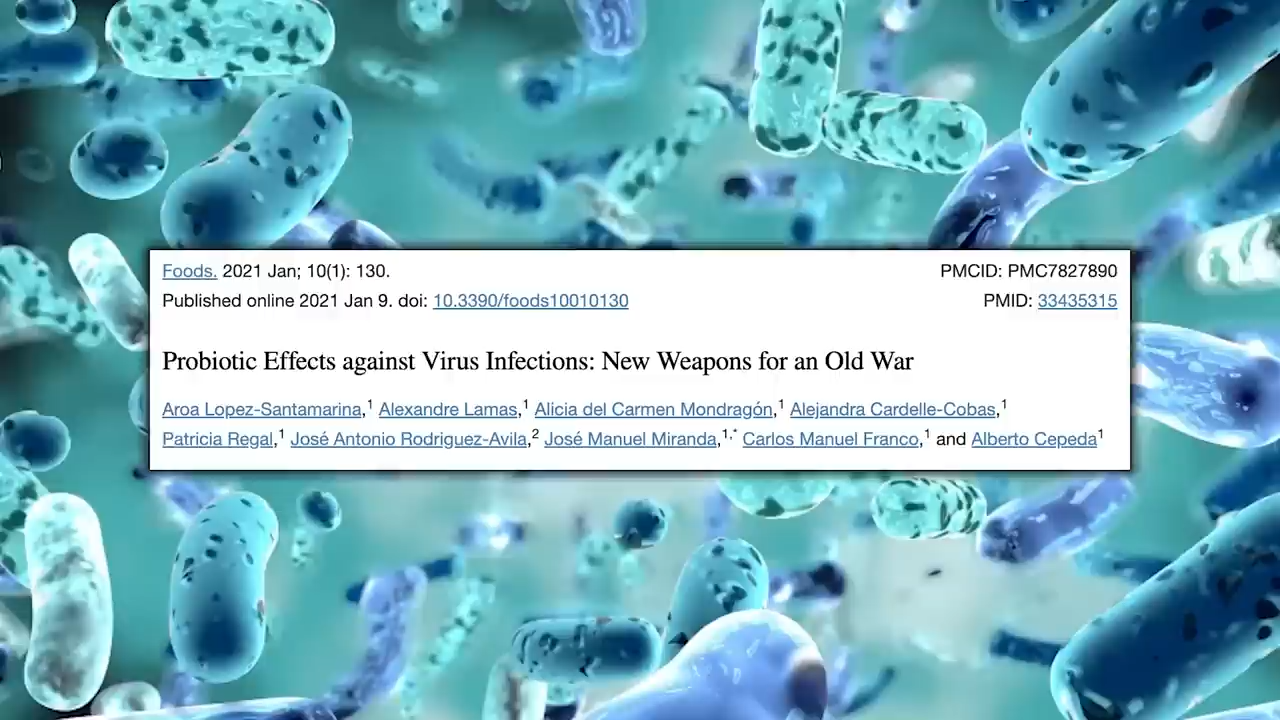 Foods. 2021 Jan; 10(1): 130. PMCID: PMC7827890
Published online 2021 Jan 9. doi: 10.3390/foods10010130 PMID: 33435315
Probiotic Effects against Virus Infections: New Weapons for an Old War
Aroa Lopez-Santamarina,¹ Alexandre Lamas,¹ Alicia del Carmen Mondragón,¹ Alejandra Cardelle-Cobas,¹
Patricia Regal,¹ José Antonio Rodriguez-Avila,² José Manuel Miranda,¹,* Carlos Manuel Franco,¹ and Alberto Cepeda¹